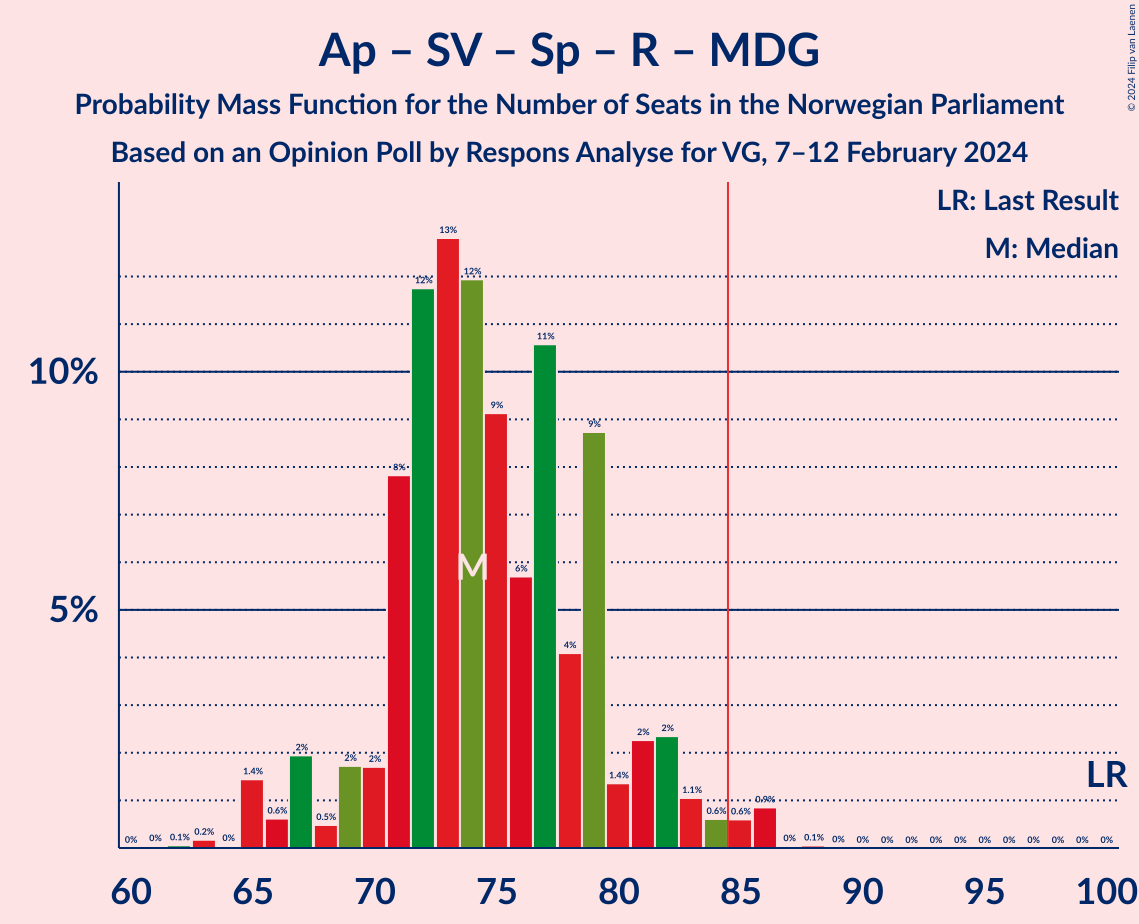 Ap – SV – Sp – R – MDG
Probability Mass Function for the Number of Seats in the Norwegian Parliament
Based on an Opinion Poll by Respons Analyse for VG, 7–12 February 2024
© 2024 Filip van Laenen
LR: Last Result
M: Median
10%
5%
0% 0% 0.1% 0.2% 0% 1.4% 0.6% 2% 0.5% 2% 2% 8% 12% 13% 12% 9% 6% 11% 4% 9% 1.4% 2% 2% 1.1% 0.6% 0.6% 0.9% 0% 0.1% 0% 0% 0% 0% 0% 0% 0% 0% 0% 0% 0% 0%
M
LR
60 65 70 75 80 85 90 95 100